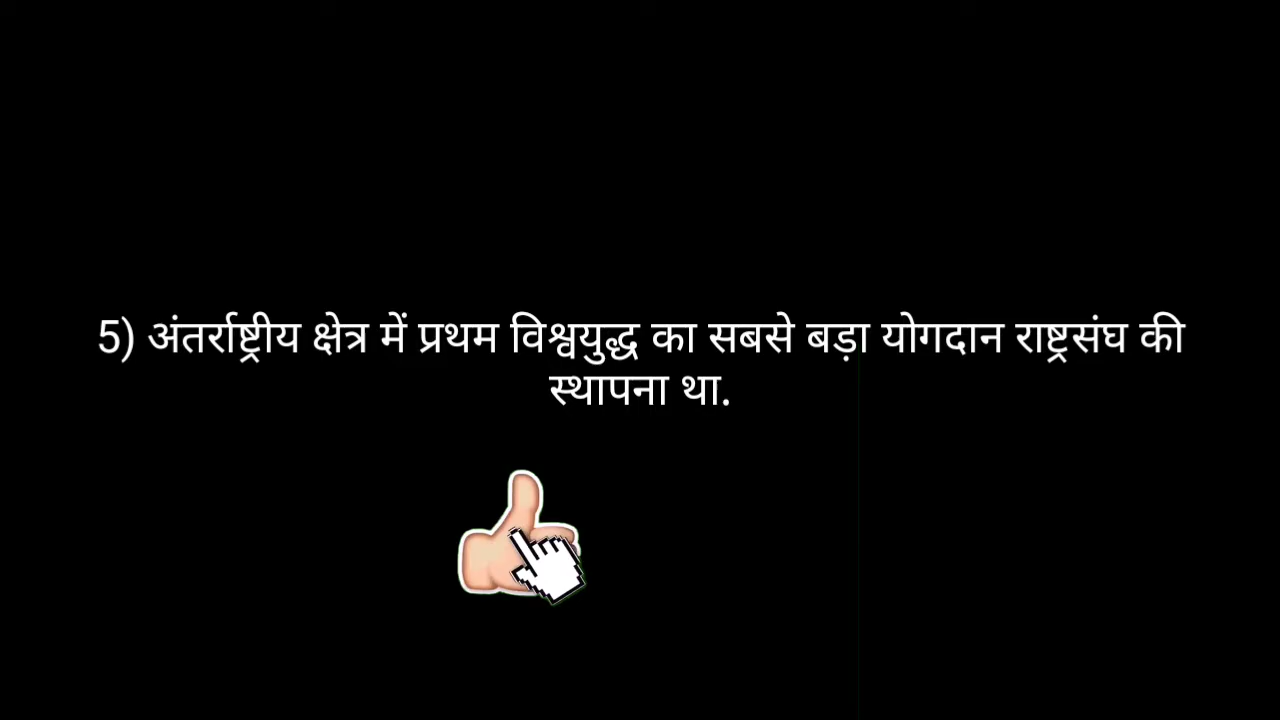 5) अंतर्राष्ट्रीय क्षेत्र में प्रथम विश्वयुद्ध का सबसे बड़ा योगदान राष्ट्रसंघ की
स्थापना था.